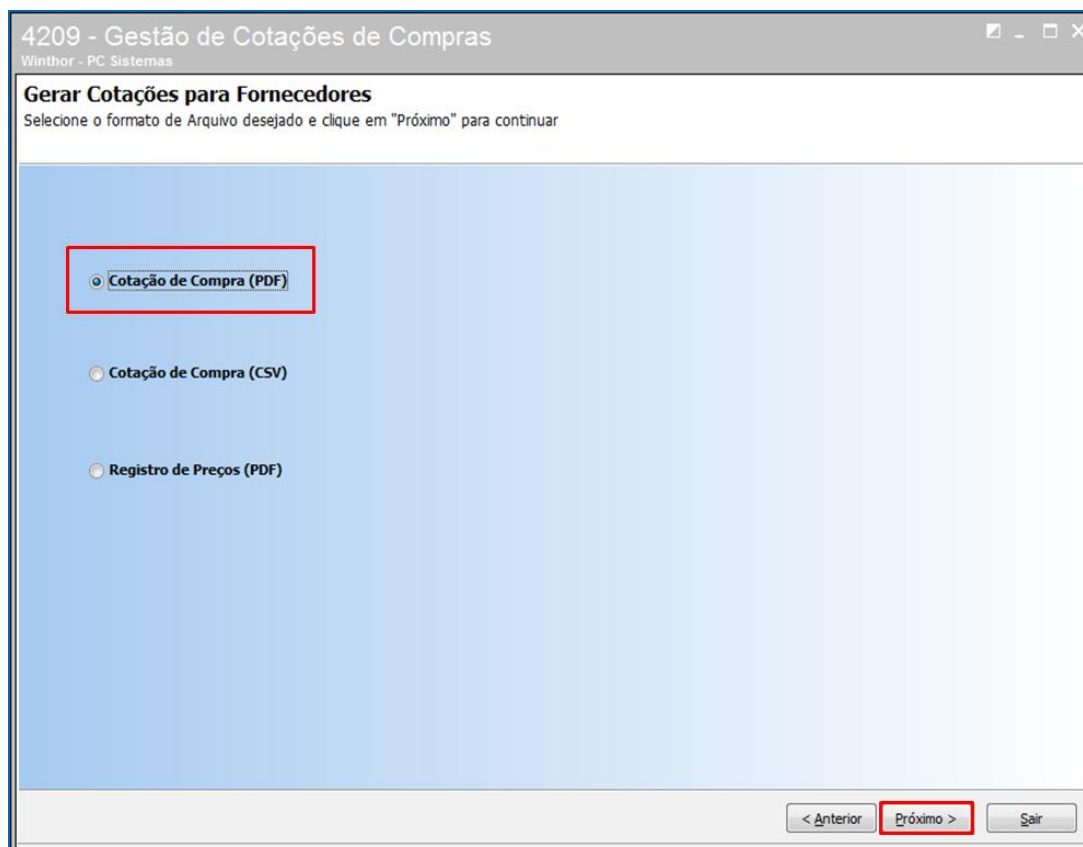 4209 - Gestão de Cotações de Compras
Winthor - PC Sistemas
Gerar Cotações para Fornecedores
Selecione o formato de Arquivo desejado e clique em "Próximo" para continuar
Cotação de Compra (PDF)
Cotação de Compra (CSV)
Registro de Preços (PDF)
< Anterior Próximo > Sair